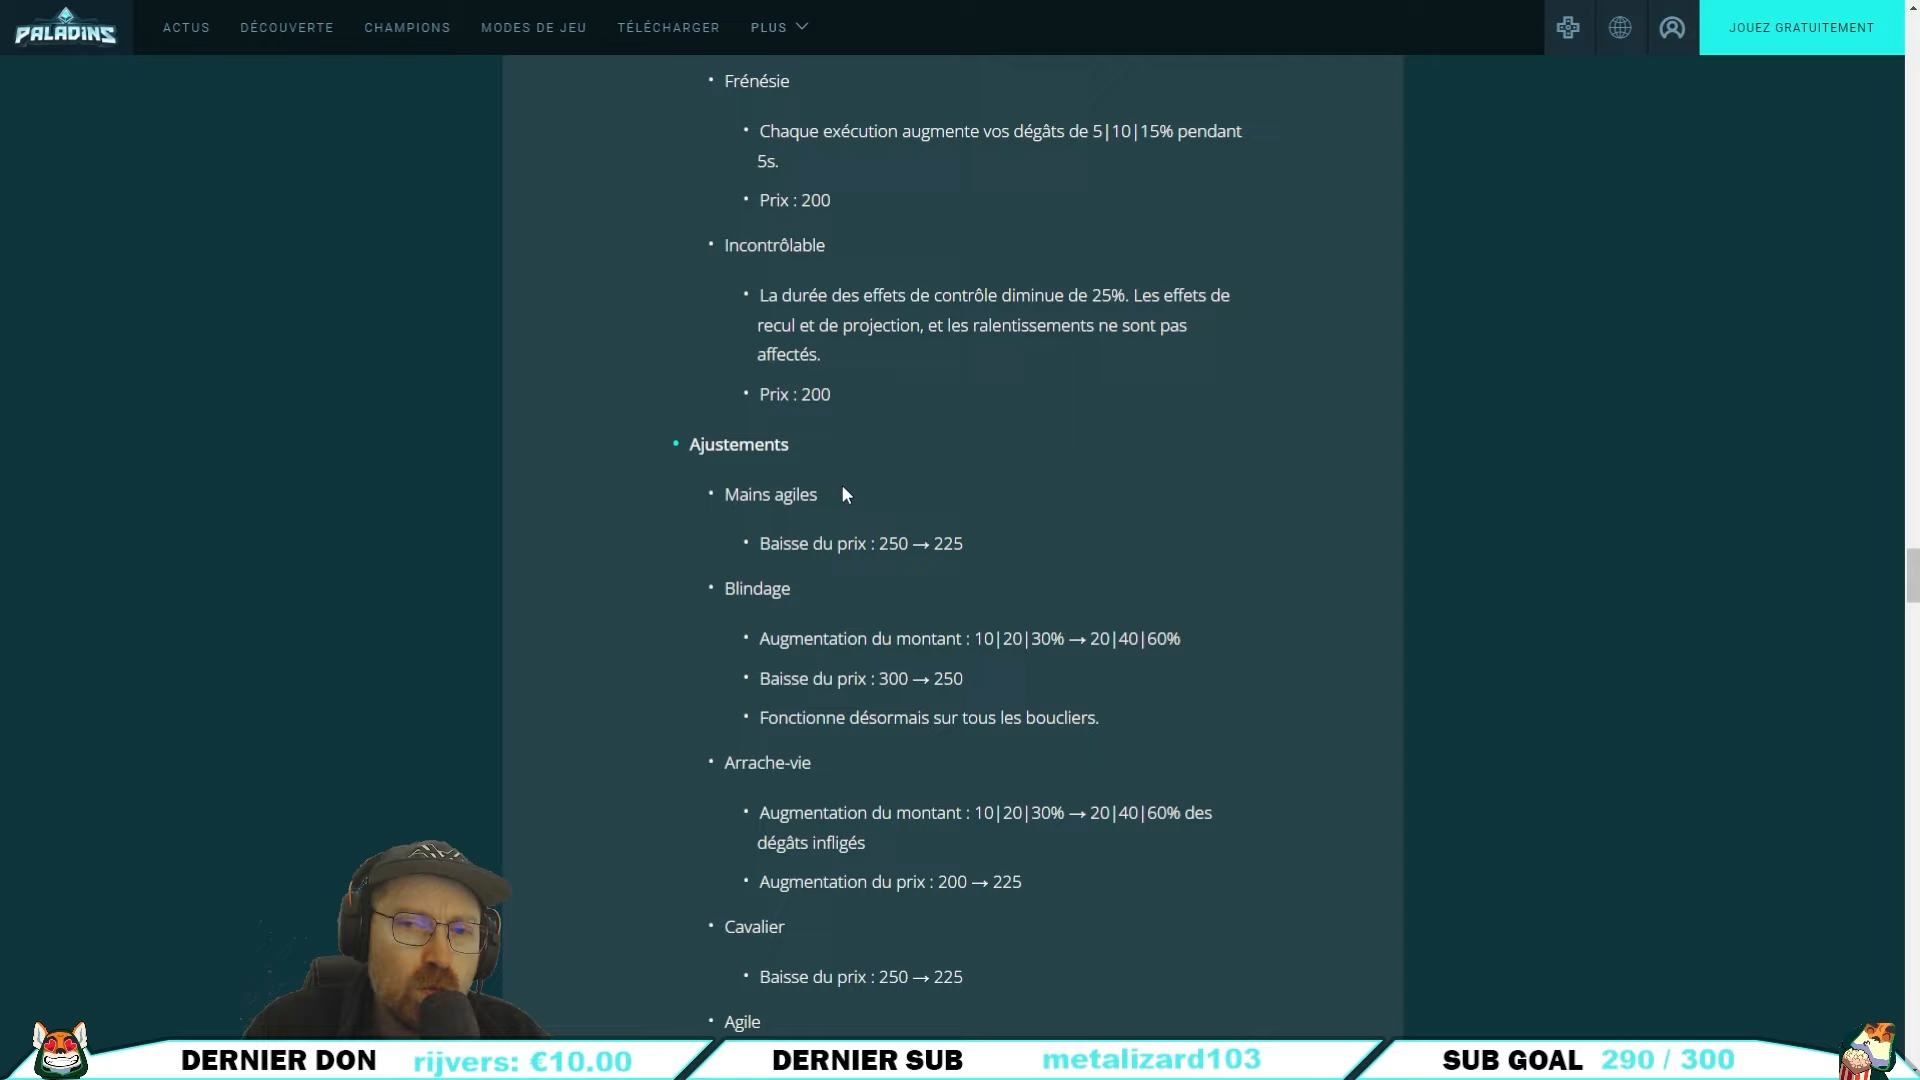 PALADINS
ACTUS
DÉCOUVERTE
CHAMPIONS
MODES DE JEU
TÉLÉCHARGER
PLUS
JOUEZ GRATUITEMENT
• Frénésie
• Chaque exécution augmente vos dégâts de 5|10|15% pendant
5s.
• Prix : 200
• Incontrôlable
• La durée des effets de contrôle diminue de 25%. Les effets de
recul et de projection, et les ralentissements ne sont pas
affectés.
• Prix : 200
• Ajustements
• Mains agiles
• Baisse du prix : 250 → 225
• Blindage
• Augmentation du montant : 10|20|30% → 20|40|60%
• Baisse du prix : 300 → 250
• Fonctionne désormais sur tous les boucliers.
• Arrache-vie
• Augmentation du montant : 10|20|30% → 20|40|60% des
dégâts infligés
• Augmentation du prix : 200 → 225
• Cavalier
• Baisse du prix : 250 → 225
• Agile
DERNIER DON rijvers: €10.00
DERNIER SUB metalizard103
SUB GOAL 290 / 300